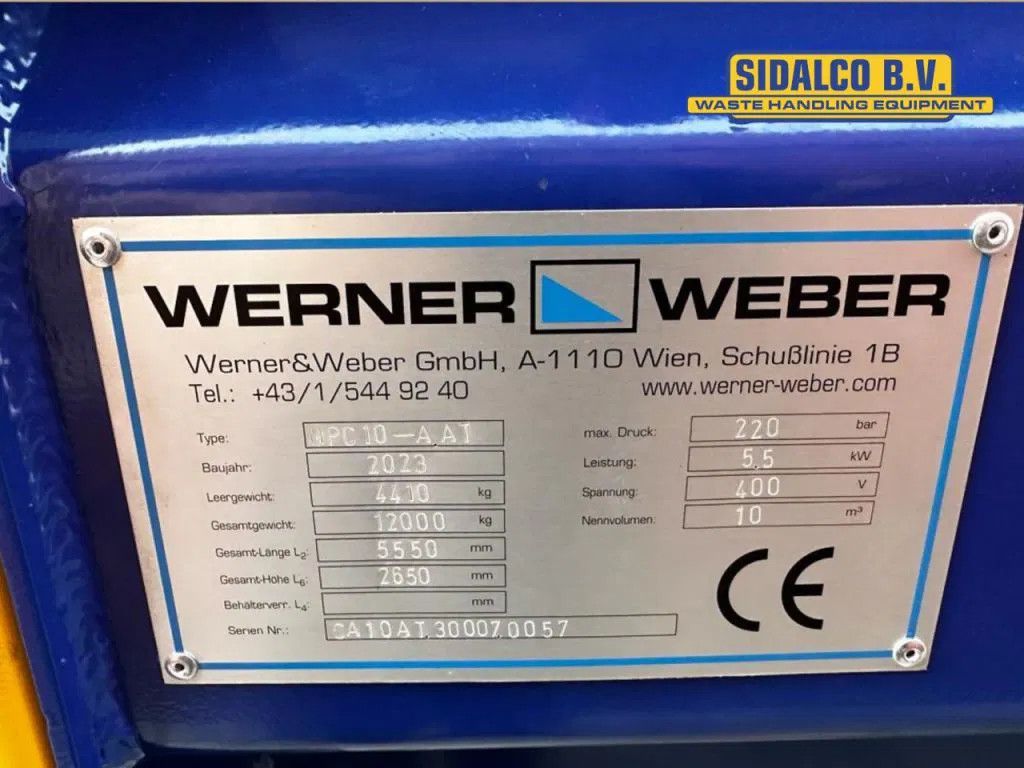 SIDALCO B.V.
WASTE HANDLING EQUIPMENT
WERNER WEBER
Werner&Weber GmbH, A-1110 Wien, Schußlinie 1B
Tel.: +43/1/544 92 40 www.werner-weber.com
Type: WPC10-A.AT max. Druck: 220 bar
Baujahr: 2023 Leistung: 5.5 kW
Leergewicht: 4410 kg Spannung: 400 V
Gesamtgewicht: 12000 kg Nennvolumen: 10 m³
Gesamt-Länge L2: 5550 mm
Gesamt-Höhe L6: 2650 mm
Behälterverr. L4: mm
Serien Nr.: CA10AT.30007.0057
CE